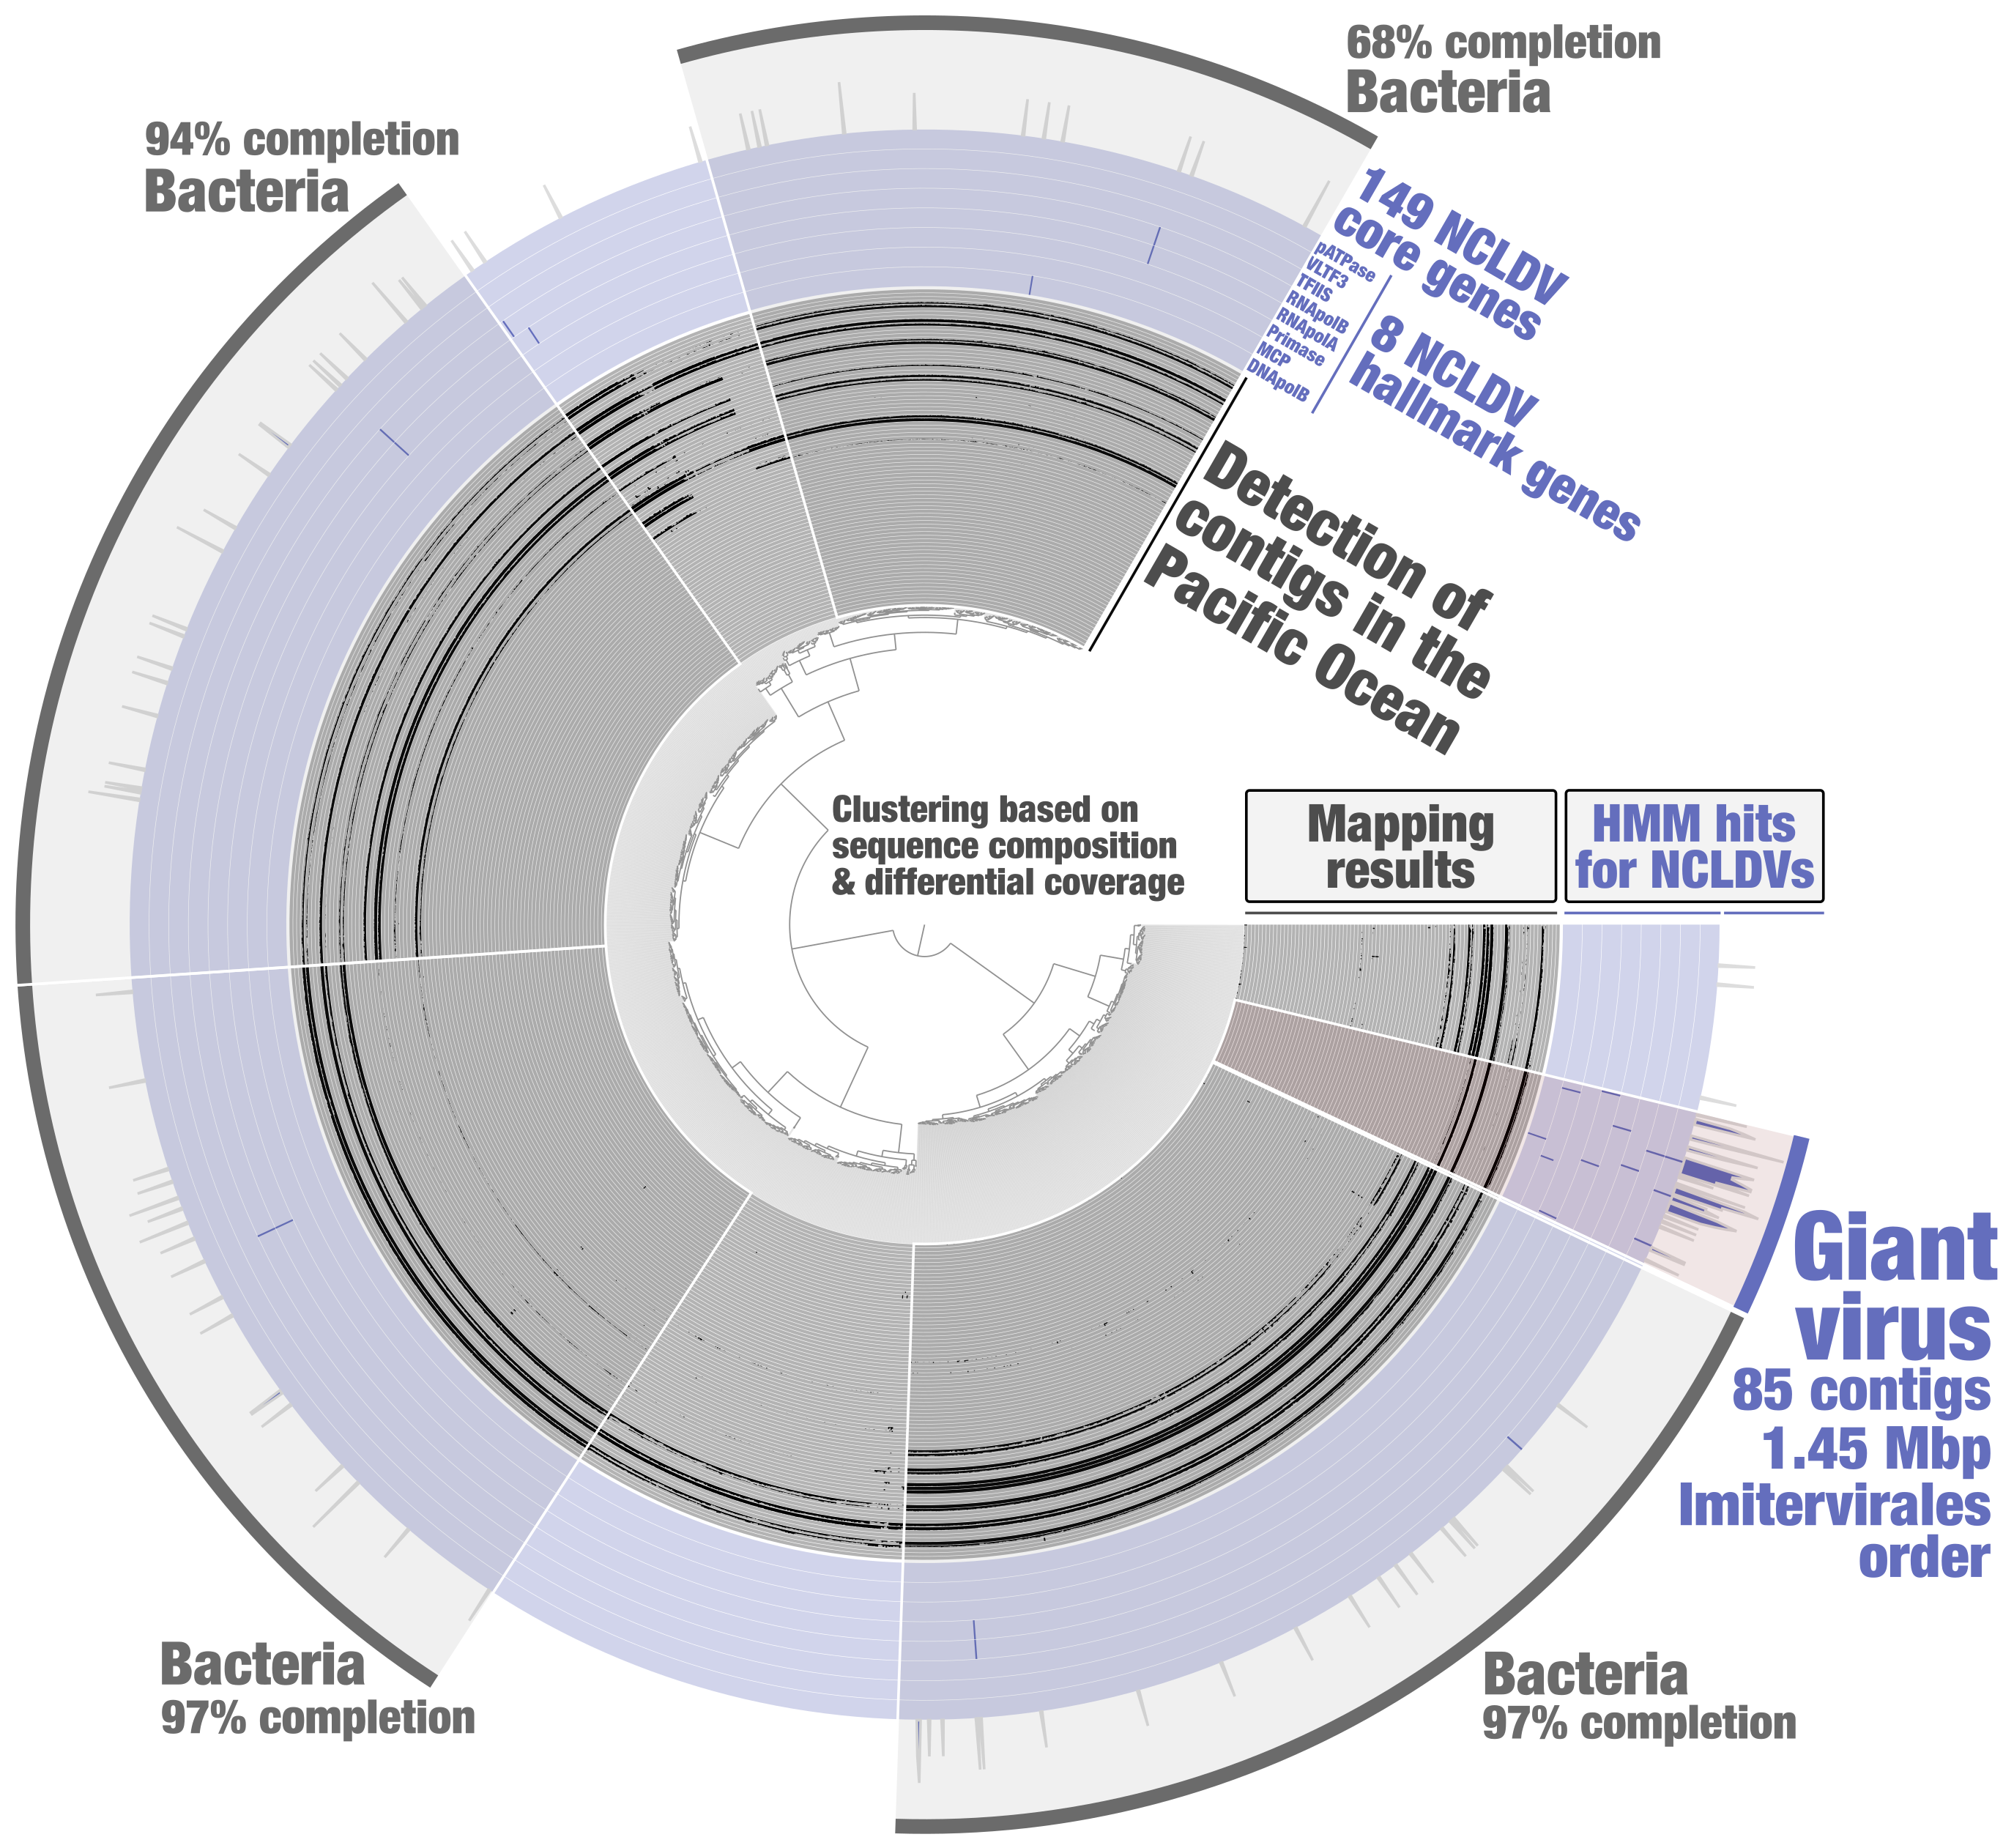 68% completion
Bacteria
94% completion
Bacteria
149 NCLDV
core genes
pATPase
VLTF3
TFIIS
RNApolB
RNApolA
Primase
MCP
DNApolB
8 NCLDV
hallmark genes
Detection of
contigs in the
Pacific Ocean
Clustering based on
sequence composition
& differential coverage
Mapping
results
HMM hits
for NCLDVs
Giant
virus
85 contigs
1.45 Mbp
Imitervirales
order
Bacteria
97% completion
Bacteria
97% completion